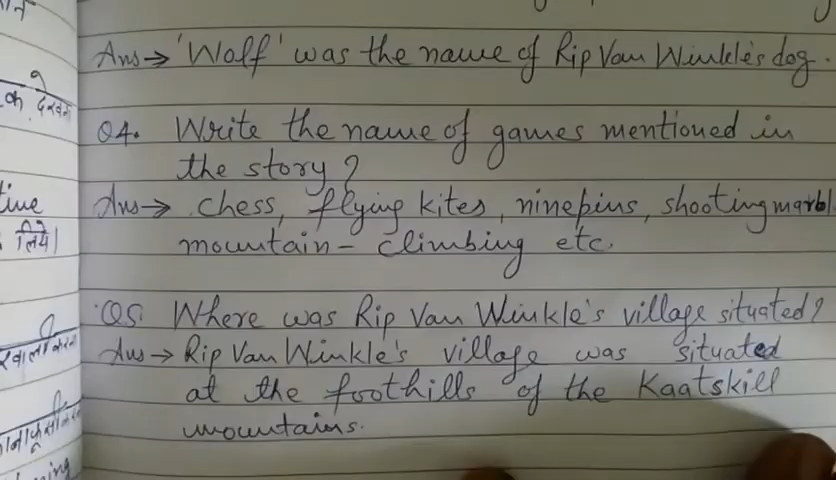 Ans→ 'Wolf' was the name of Rip Van Winkle's dog.
Q4. Write the name of games mentioned in
the story?
Ans→ chess, flying kites, ninepins, shooting marbl
mountain- climbing etc.
Q5 Where was Rip Van Winkle's village situated?
Ans→ Rip Van Winkle's village was situated
at the foothills of the Kaatskill
mountains.
tive
लिये।